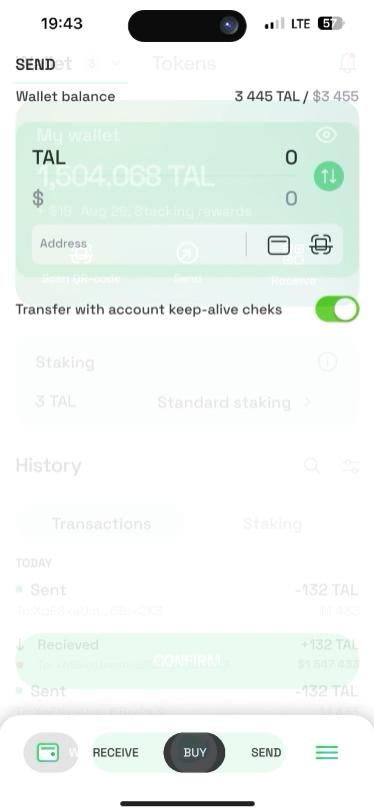 19:43 LTE 57
SEND
3 Tokens
Wallet balance 3 445 TAL / $3 455
My wallet
TAL 0
1,504.068 TAL
$ 0
+ $19 Aug 26, Stacking rewards
Address
Scan QR-code Send Receive
Transfer with account keep-alive cheks
Staking
3 TAL Standard staking
History
Transactions Staking
TODAY
Sent -132 TAL
$1 483
Recieved +132 TAL
CONFIRM
$1 547 433
Sent -132 TAL
RECEIVE BUY SEND